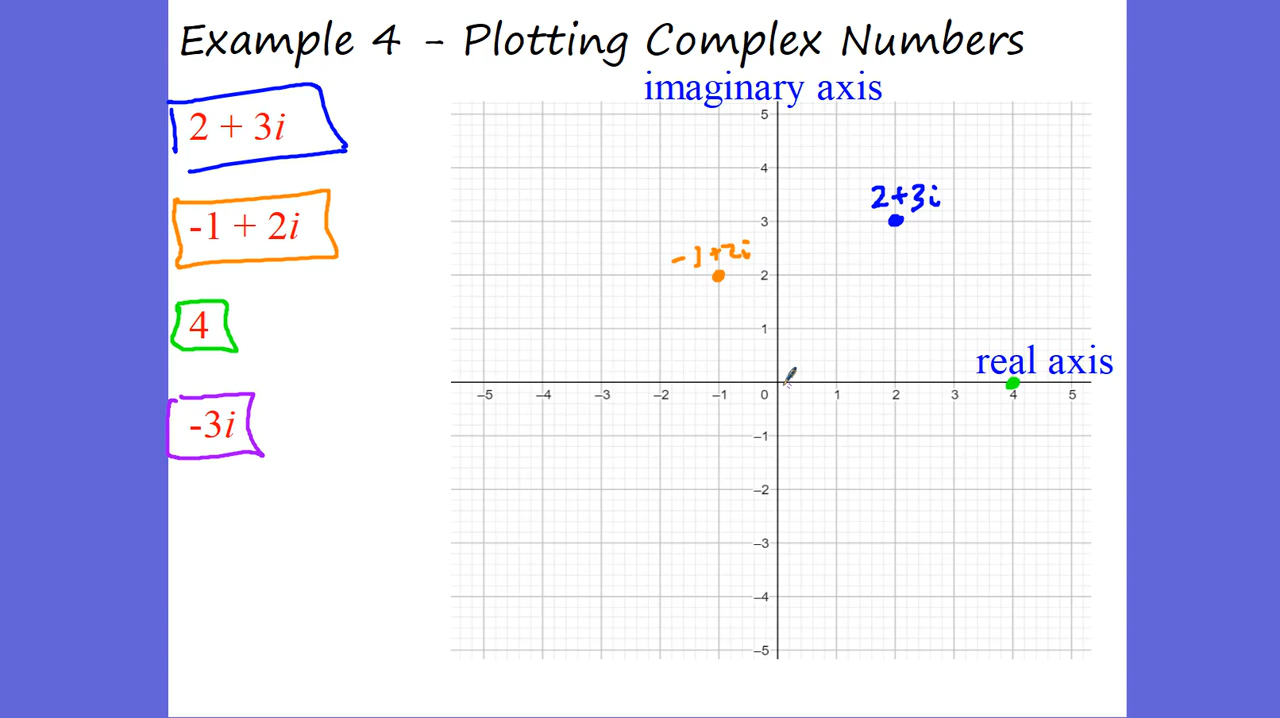 Example 4 - Plotting Complex Numbers
imaginary axis
2 + 3i
-1 + 2i
4
-3i
5
4
2+3i
3
-1+2i
2
1
real axis
–5 –4 –3 –2 –1 0 1 2 3 4 5
–1
–2
–3
–4
–5